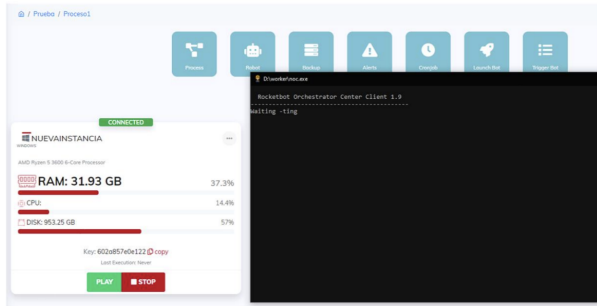 / Prueba / Proceso1
Process
Robot
Backup
Alerts
Cronjob
Launch Bot
Trigger Bot
D:\worker\noc.exe
Rocketbot Orchestrator Center Client 1.9
----------------------------------------
Waiting -ting
CONNECTED
NUEVAINSTANCIA
WINDOWS
AMD Ryzen 5 3600 6-Core Processor
RAM: 31.93 GB 37.3%
CPU: 14.4%
DISK: 953.25 GB 57%
Key: 602a857e0e122 copy
Last Execution: Never
PLAY STOP